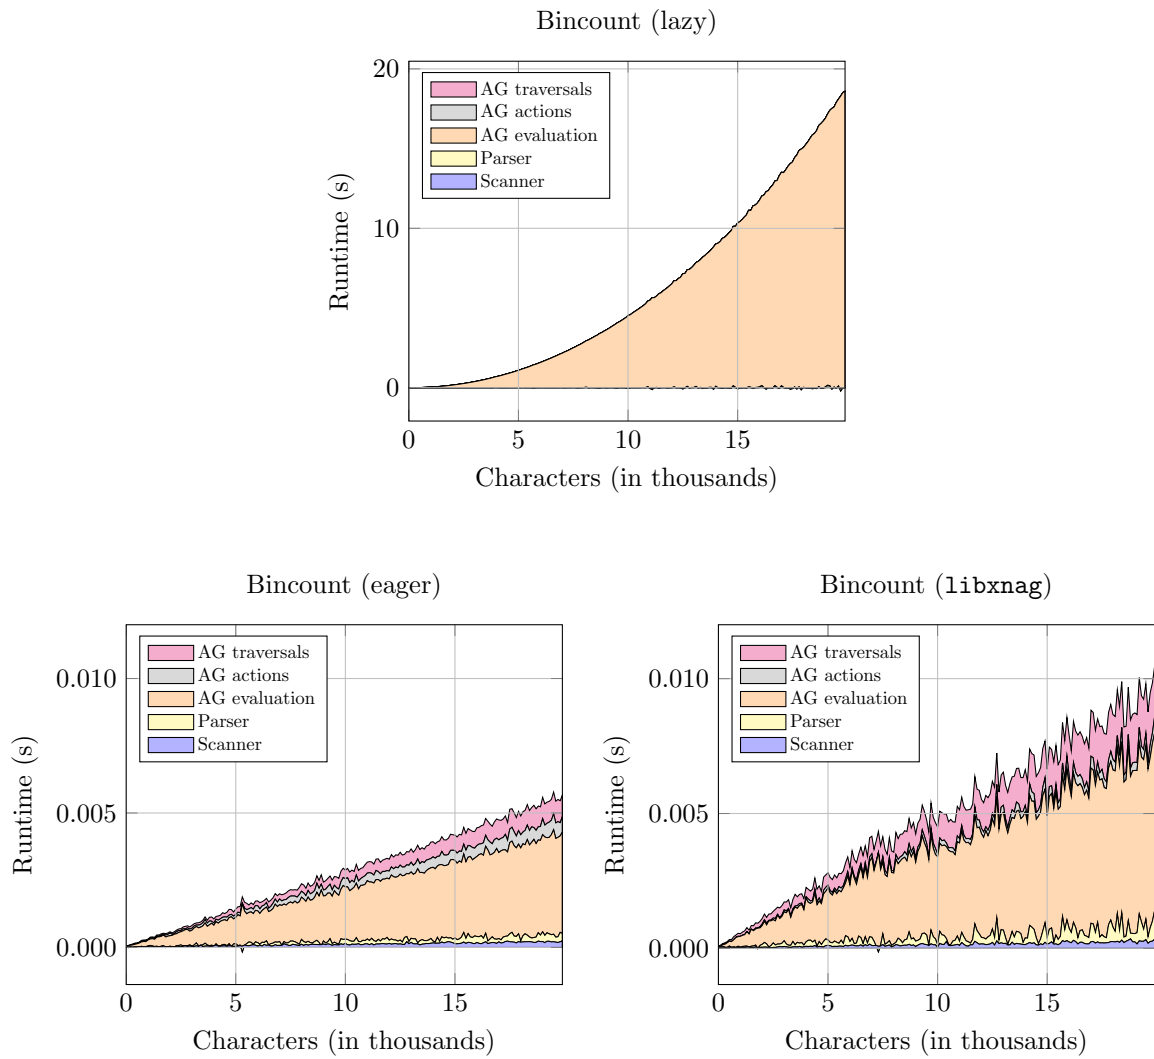 Bincount (lazy)
20
10
0
Runtime (s)
AG traversals
AG actions
AG evaluation
Parser
Scanner
0 5 10 15
Characters (in thousands)
Bincount (eager)
0.010
0.005
0.000
Runtime (s)
AG traversals
AG actions
AG evaluation
Parser
Scanner
0 5 10 15
Characters (in thousands)
Bincount (libxnag)
0.010
0.005
0.000
Runtime (s)
AG traversals
AG actions
AG evaluation
Parser
Scanner
0 5 10 15
Characters (in thousands)